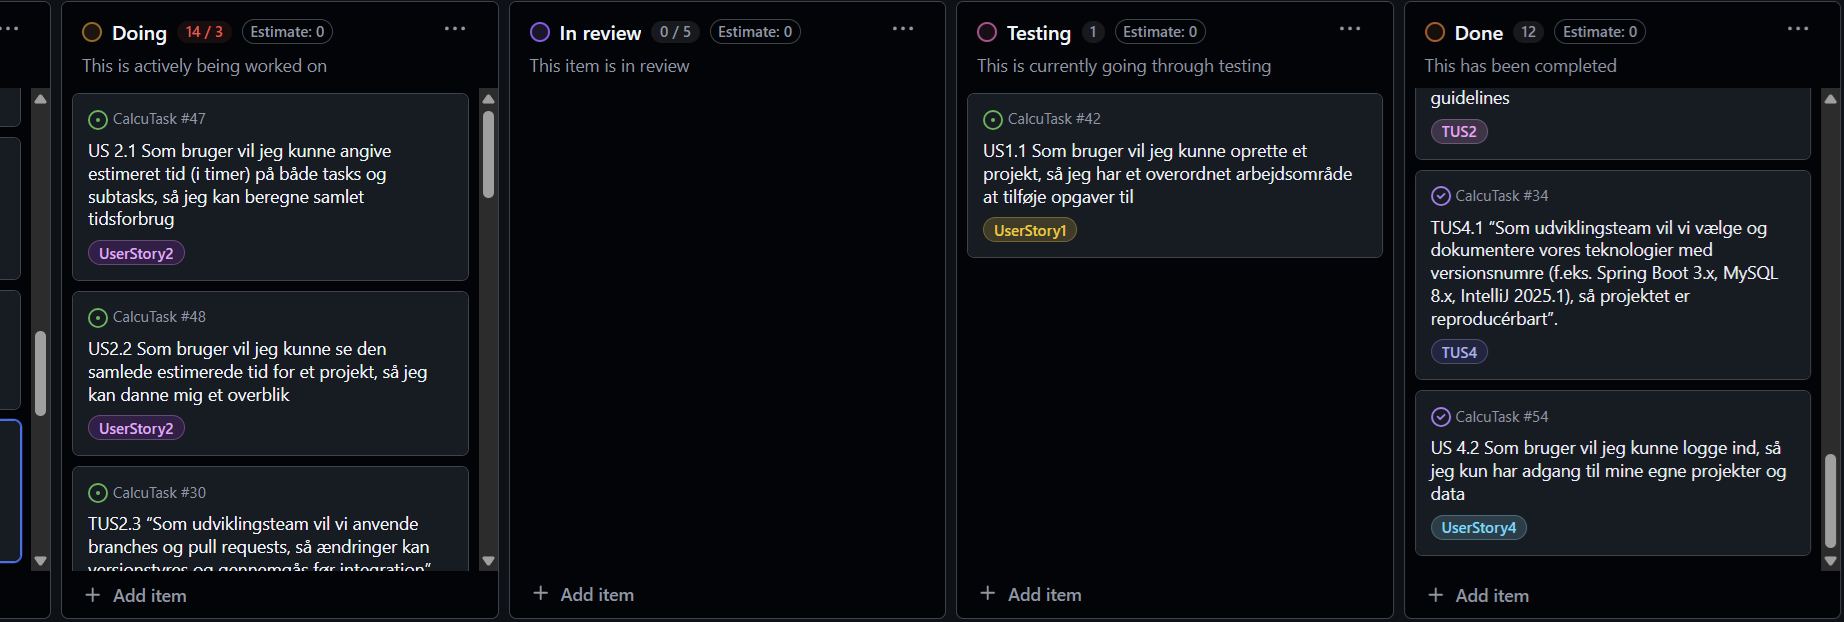 Doing 14 / 3 Estimate: 0
This is actively being worked on
CalcuTask #47
US 2.1 Som bruger vil jeg kunne angive
estimeret tid (i timer) på både tasks og
subtasks, så jeg kan beregne samlet
tidsforbrug
UserStory2
CalcuTask #48
US2.2 Som bruger vil jeg kunne se den
samlede estimerede tid for et projekt, så jeg
kan danne mig et overblik
UserStory2
CalcuTask #30
TUS2.3 “Som udviklingsteam vil vi anvende
branches og pull requests, så ændringer kan
versionstyres og gennemgås før integration”
+ Add item
In review 0 / 5 Estimate: 0
This item is in review
+ Add item
Testing 1 Estimate: 0
This is currently going through testing
CalcuTask #42
US1.1 Som bruger vil jeg kunne oprette et
projekt, så jeg har et overordnet arbejdsområde
at tilføje opgaver til
UserStory1
+ Add item
Done 12 Estimate: 0
This has been completed
guidelines
TUS2
CalcuTask #34
TUS4.1 “Som udviklingsteam vil vi vælge og
dokumentere vores teknologier med
versionsnumre (f.eks. Spring Boot 3.x, MySQL
8.x, IntelliJ 2025.1), så projektet er
reproducérbart”.
TUS4
CalcuTask #54
US 4.2 Som bruger vil jeg kunne logge ind, så
jeg kun har adgang til mine egne projekter og
data
UserStory4
+ Add item